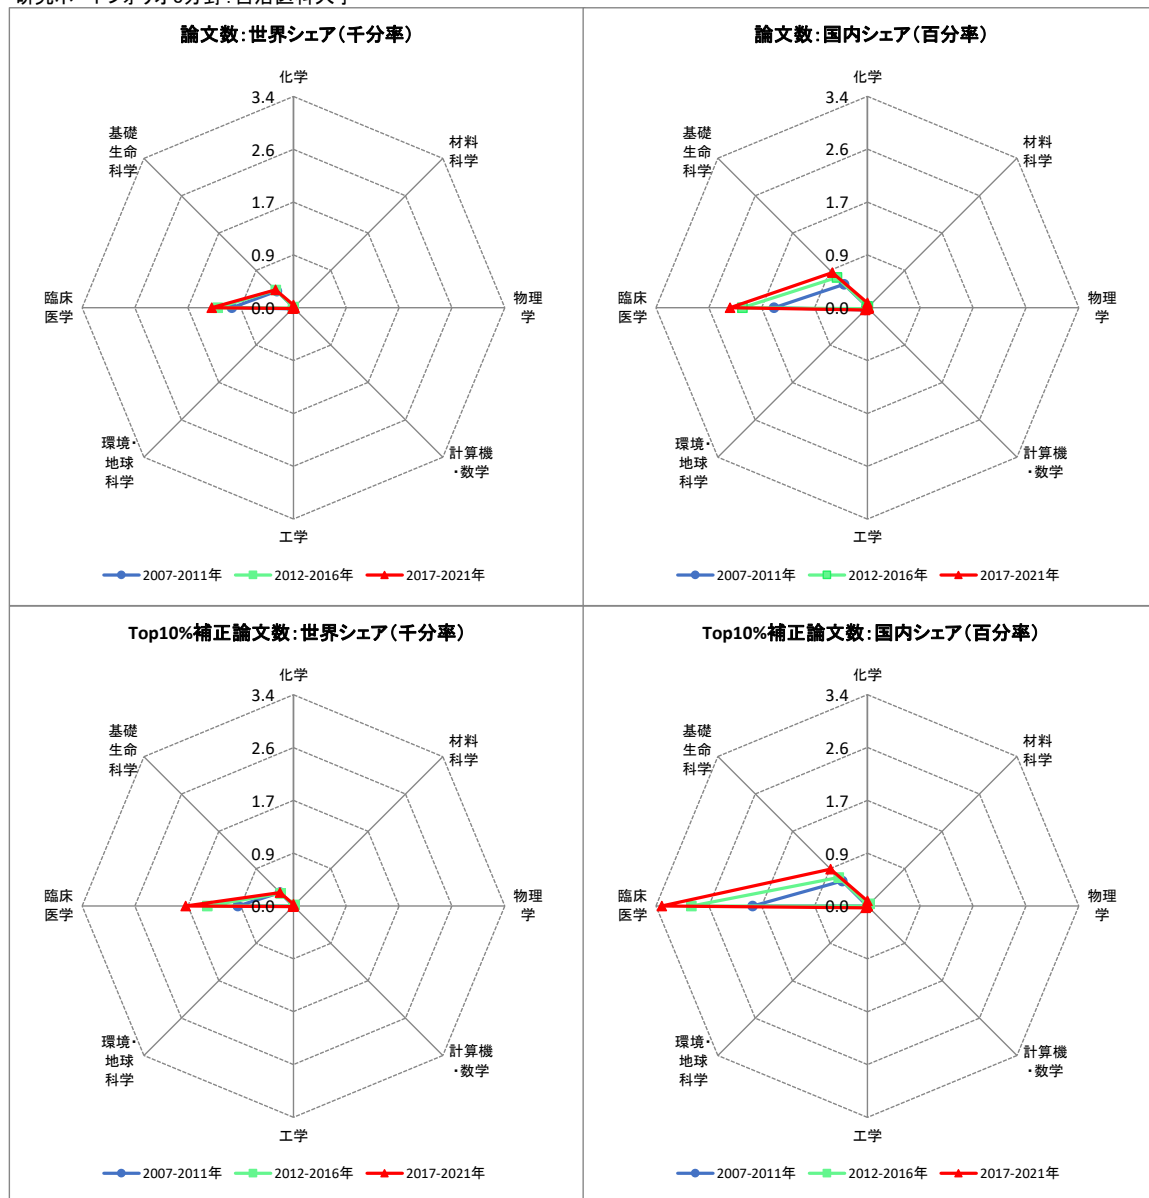 論文数：世界シェア（千分率）
化学
3.4
2.6
1.7
0.9
0.0
材料
科学
物理
学
計算機
・数学
工学
環境・
地球
科学
臨床
医学
基礎
生命
科学
2007-2011年
2012-2016年
2017-2021年
論文数：国内シェア（百分率）
化学
3.4
2.6
1.7
0.9
0.0
材料
科学
物理
学
計算機
・数学
工学
環境・
地球
科学
臨床
医学
基礎
生命
科学
2007-2011年
2012-2016年
2017-2021年
Top10%補正論文数：世界シェア（千分率）
化学
3.4
2.6
1.7
0.9
0.0
材料
科学
物理
学
計算機
・数学
工学
環境・
地球
科学
臨床
医学
基礎
生命
科学
2007-2011年
2012-2016年
2017-2021年
Top10%補正論文数：国内シェア（百分率）
化学
3.4
2.6
1.7
0.9
0.0
材料
科学
物理
学
計算機
・数学
工学
環境・
地球
科学
臨床
医学
基礎
生命
科学
2007-2011年
2012-2016年
2017-2021年